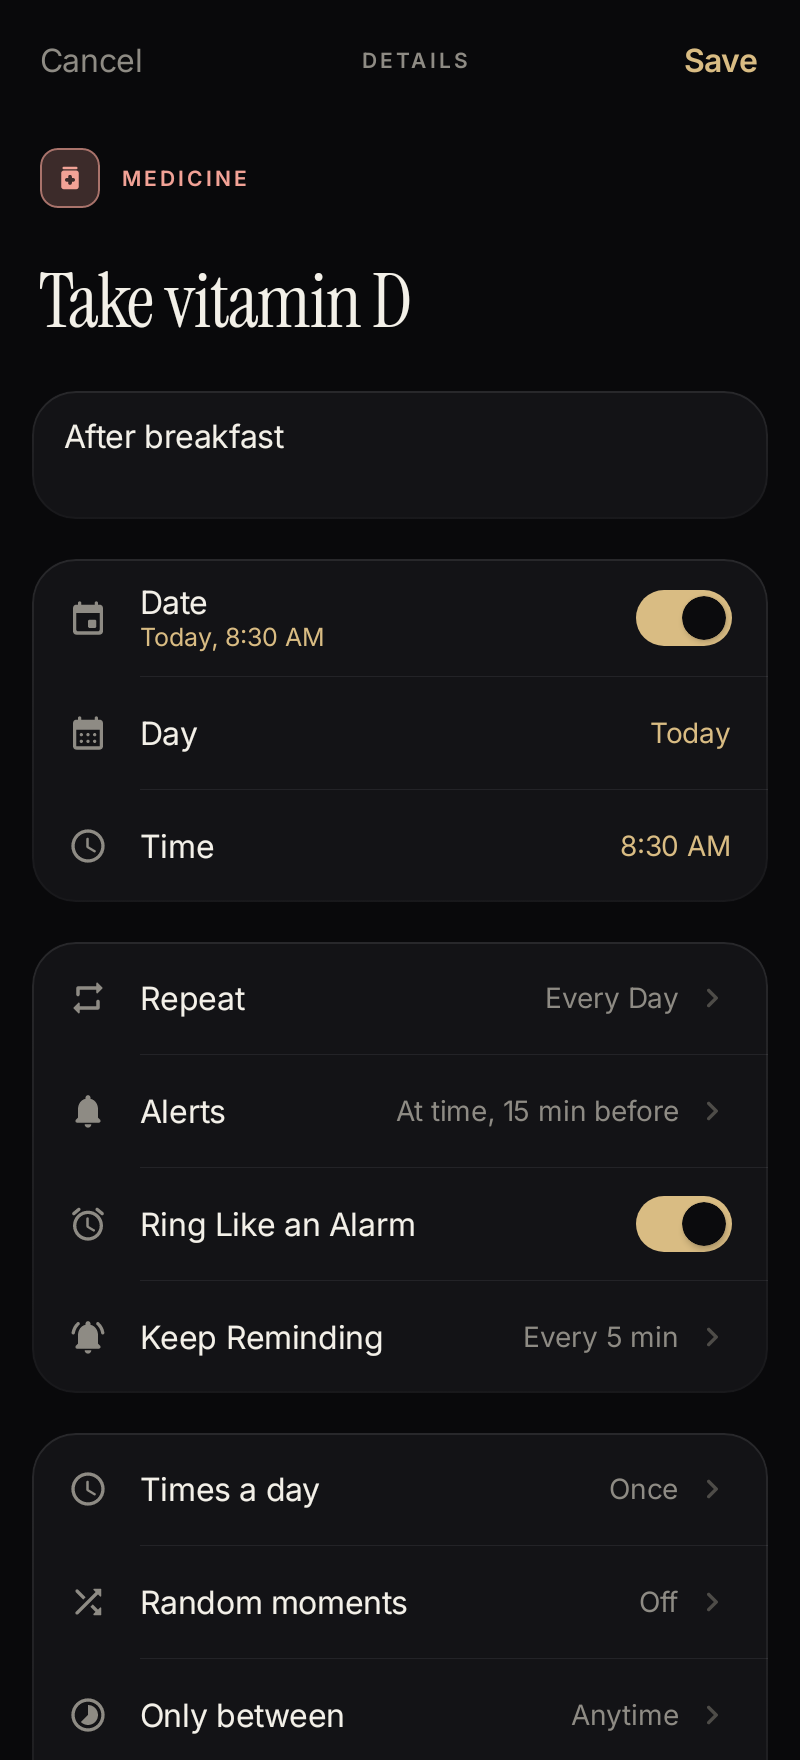 Cancel
DETAILS
Save
MEDICINE
Take vitamin D
After breakfast
Date
Today, 8:30 AM
Day
Today
Time
8:30 AM
Repeat
Every Day
Alerts
At time, 15 min before
Ring Like an Alarm
Keep Reminding
Every 5 min
Times a day
Once
Random moments
Off
Only between
Anytime